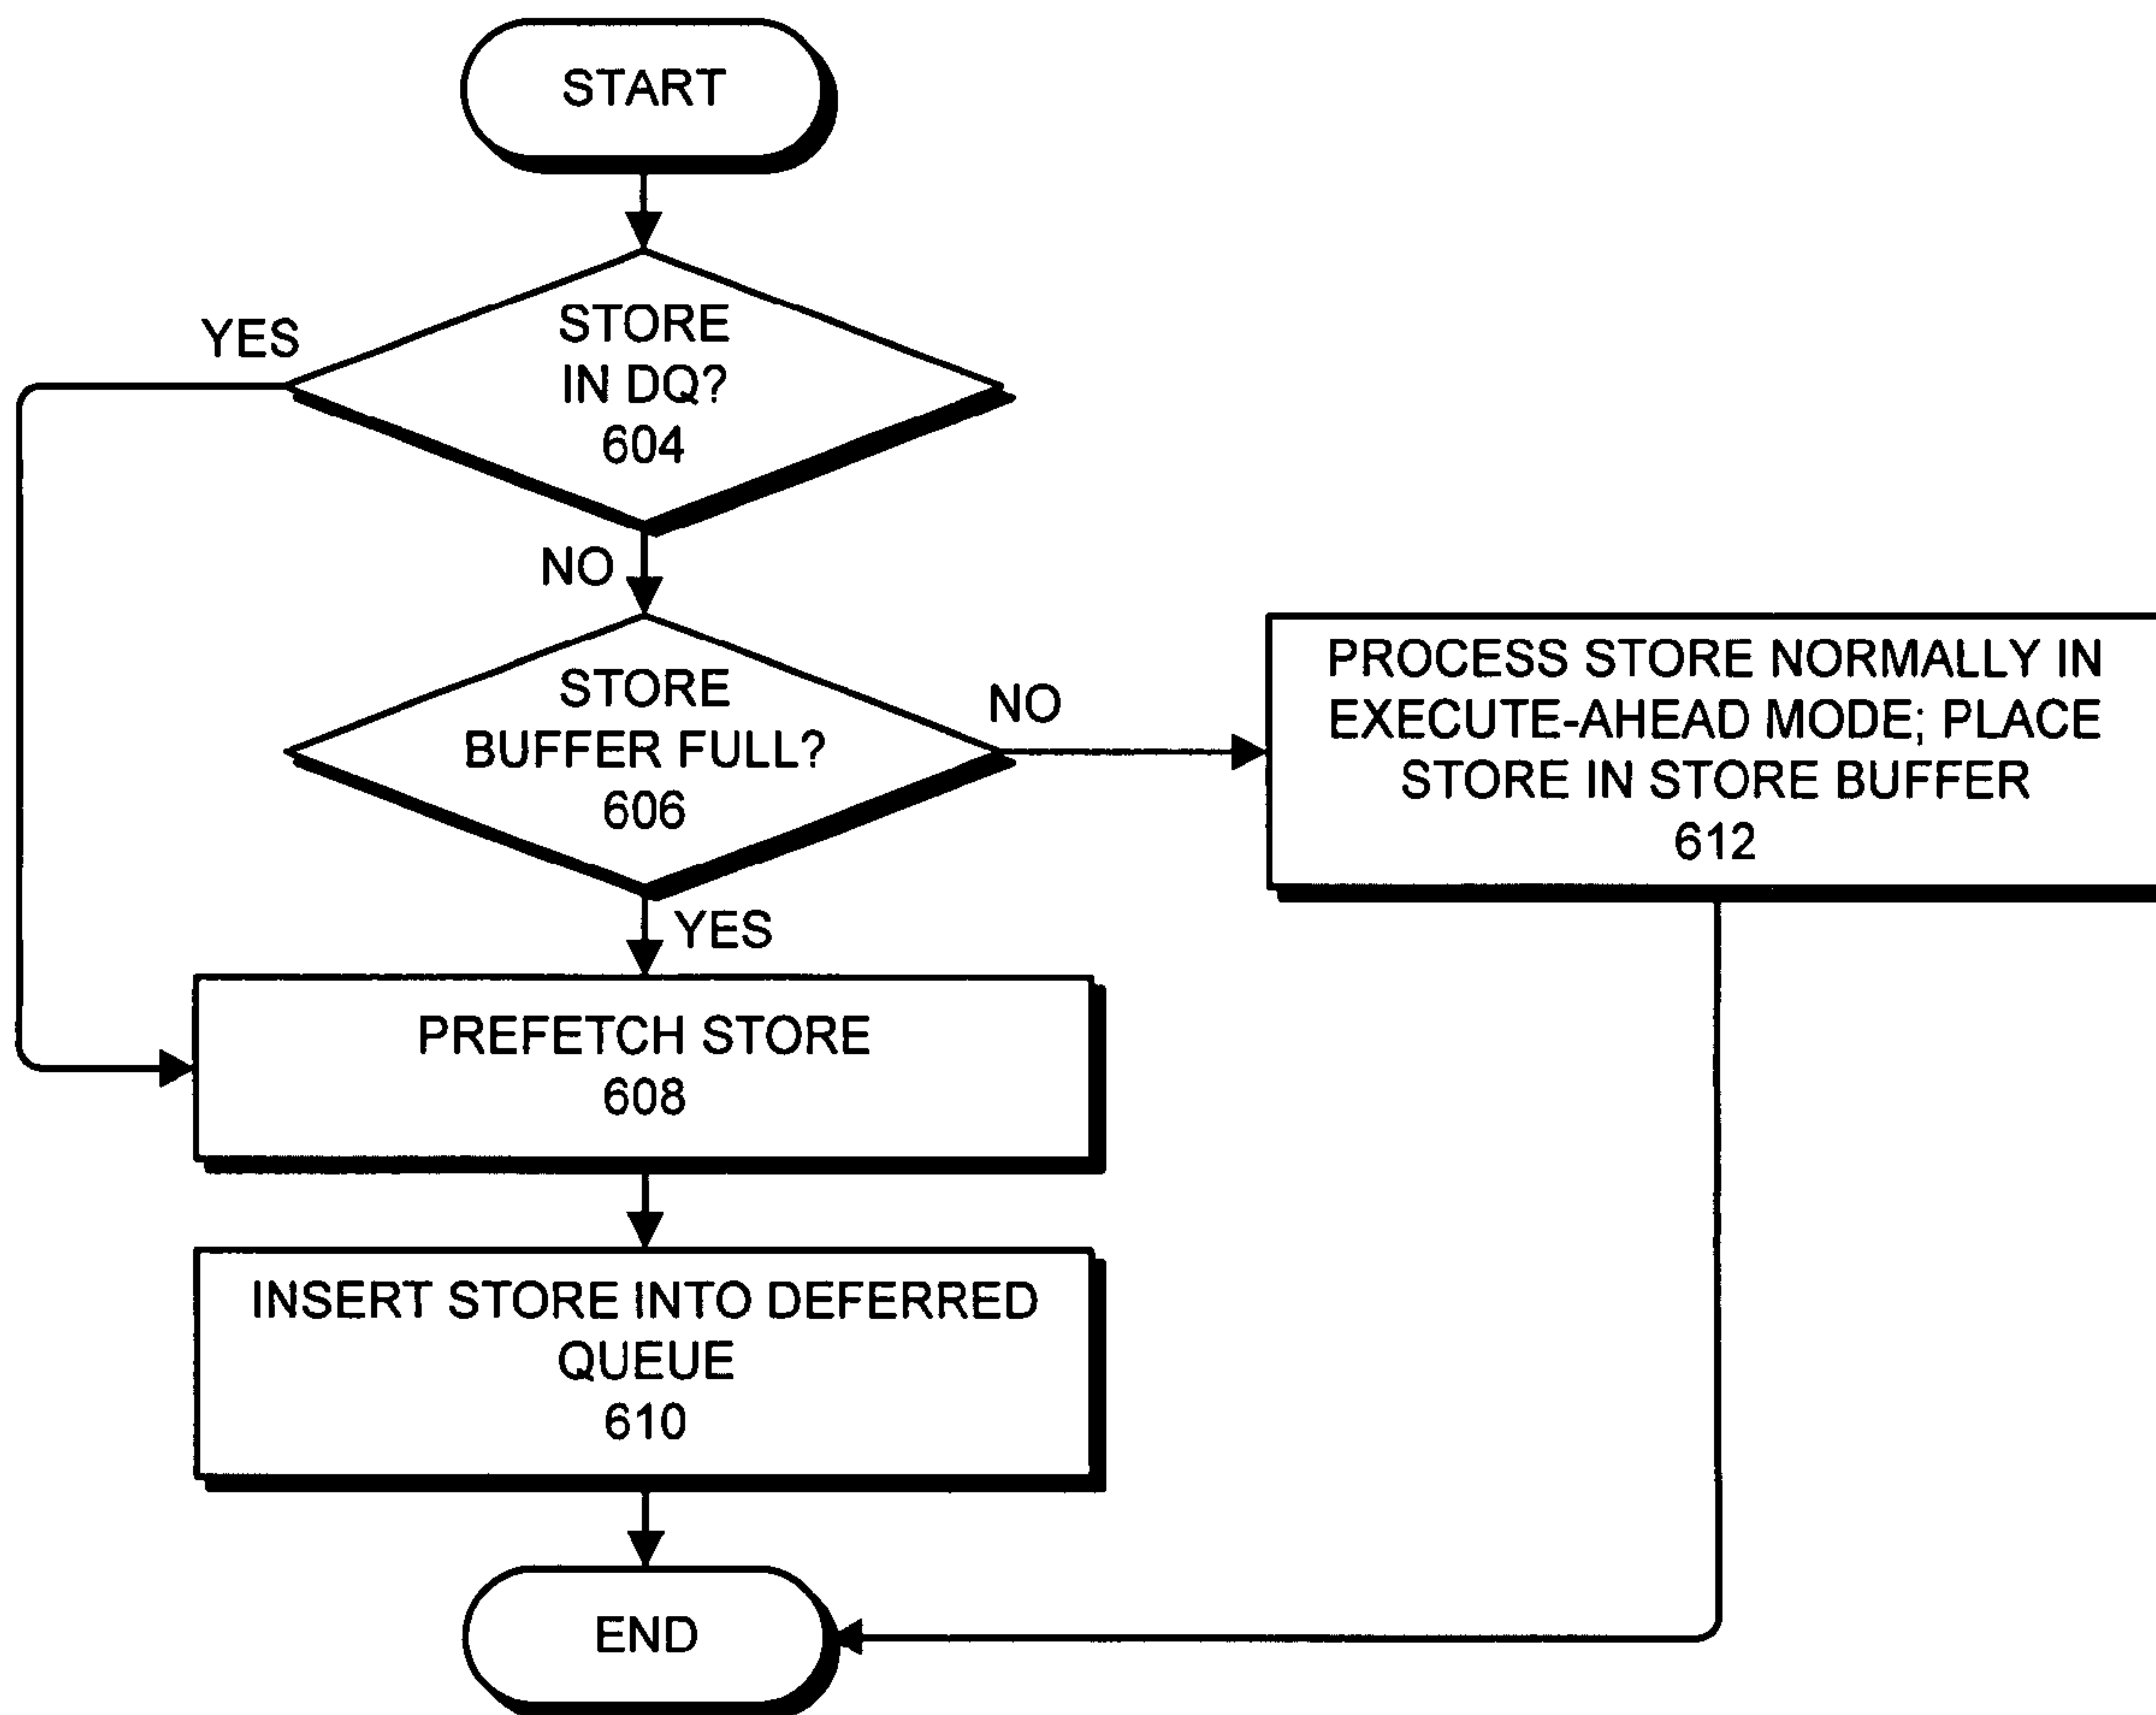 START
YES
STORE
IN DQ?
604
NO
STORE
BUFFER FULL?
606
NO
PROCESS STORE NORMALLY IN
EXECUTE-AHEAD MODE; PLACE
STORE IN STORE BUFFER
612
YES
PREFETCH STORE
608
INSERT STORE INTO DEFERRED
QUEUE
610
END